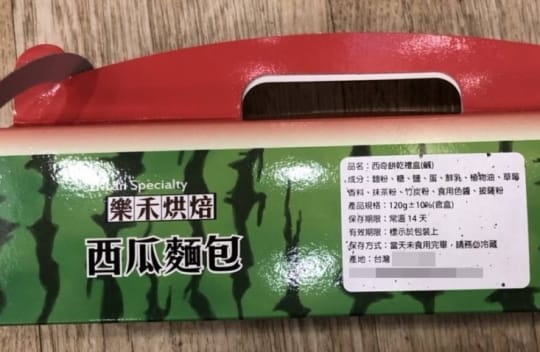 Specialty
樂禾烘焙
西瓜麵包
品名:西奇餅乾禮盒(鹹)
成分:麵粉、糖、鹽、蛋、鮮乳、植物油、草莓
香料、抹茶粉、竹炭粉、食用色醬、披薩粉
產品規格:120g±10%(含盒)
保存期限:常溫14天
有效期限:標示於包裝上
保存方式:當天未食用完畢,請務必冷藏
產地:台灣